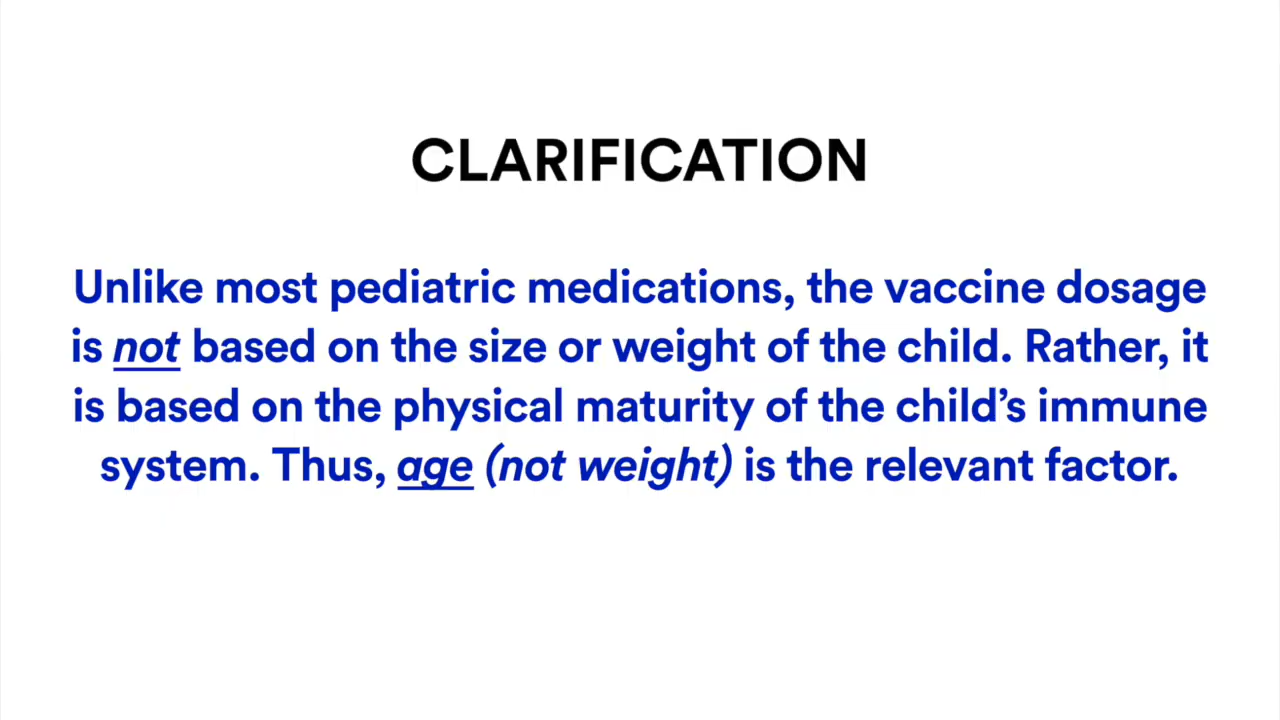 CLARIFICATION
Unlike most pediatric medications, the vaccine dosage
is not based on the size or weight of the child. Rather, it
is based on the physical maturity of the child’s immune
system. Thus, age (not weight) is the relevant factor.